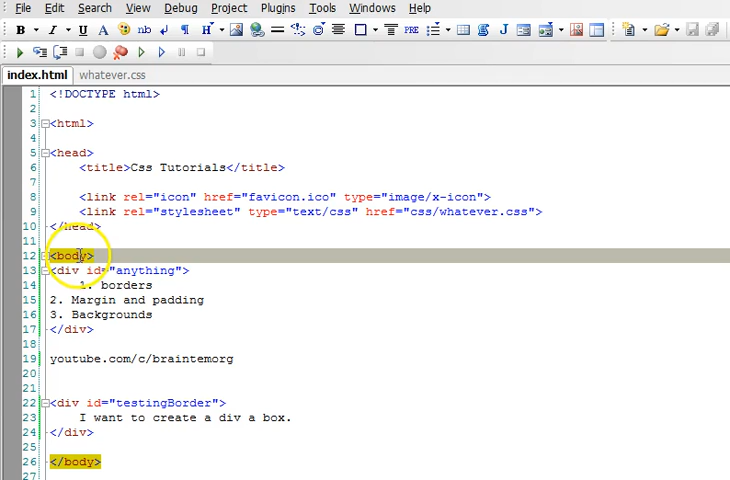 File Edit Search View Debug Project Plugins Tools Windows Help
B I U A nb ¶ H PRE J
index.html whatever.css
1 <!DOCTYPE html>
2
3 <html>
4
5 <head>
6 <title>Css Tutorials</title>
7
8 <link rel="icon" href="favicon.ico" type="image/x-icon">
9 <link rel="stylesheet" type="text/css" href="css/whatever.css">
10 </head>
11
12 <body>
13 <div id="anything">
14 1. borders
15 2. Margin and padding
16 3. Backgrounds
17 </div>
18
19 youtube.com/c/braintemorg
20
21
22 <div id="testingBorder">
23 I want to create a div a box.
24 </div>
25
26 </body>
27